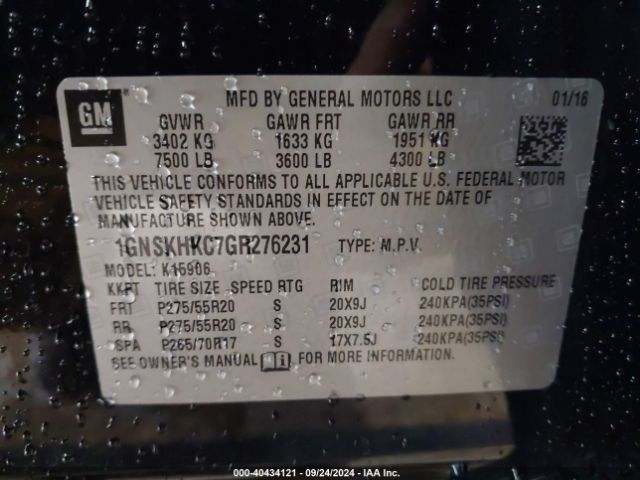 GM
MFD BY GENERAL MOTORS LLC 01/16
GVWR GAWR FRT GAWR RR
3402 KG 1633 KG 1951 KG
7500 LB 3600 LB 4300 LB
THIS VEHICLE CONFORMS TO ALL APPLICABLE U.S. FEDERAL MOTOR
VEHICLE SAFETY STANDARDS IN EFFECT ON THE DATE OF
MANUFACTURE SHOWN ABOVE.
1GNSKHKC7GR276231 TYPE: M.P.V.
MODEL: K15906
KKPT TIRE SIZE SPEED RTG RIM COLD TIRE PRESSURE
FRT P275/55R20 S 20X9J 240KPA(35PSI)
RR P275/55R20 S 20X9J 240KPA(35PSI)
SPA P265/70R17 S 17X7.5J 240KPA(35PSI)
SEE OWNER'S MANUAL FOR MORE INFORMATION.
000-40434121 - 09/24/2024 - IAA Inc.